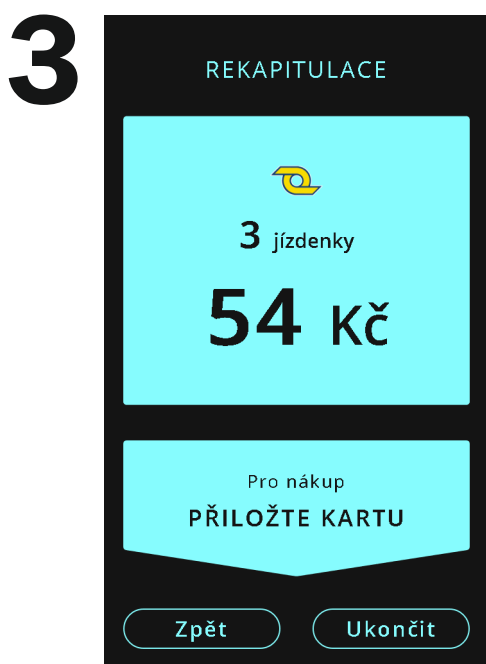 3
REKAPITULACE
3 jízdenky
54 Kč
Pro nákup
PŘILOŽTE KARTU
Zpět
Ukončit